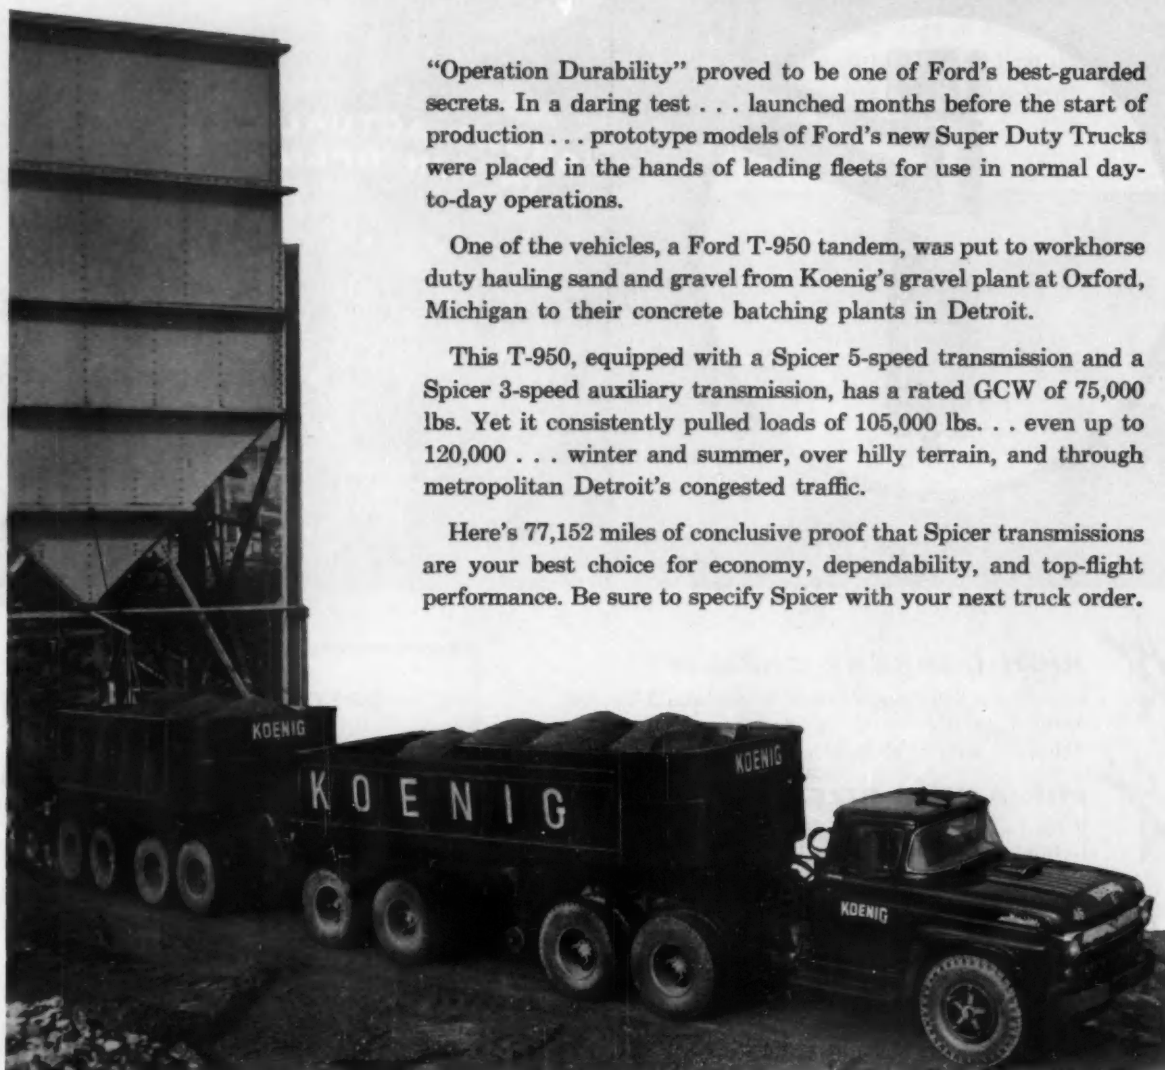 “Operation Durability” proved to be one of Ford's best-guarded
secrets. In a daring test . . . launched months before the start of
production . . . prototype models of Ford's new Super Duty Trucks
were placed in the hands of leading fleets for use in normal day-
to-day operations.
One of the vehicles, a Ford T-950 tandem, was put to workhorse
duty hauling sand and gravel from Koenig's gravel plant at Oxford,
Michigan to their concrete batching plants in Detroit.
This T-950, equipped with a Spicer 5-speed transmission and a
Spicer 3-speed auxiliary transmission, has a rated GCW of 75,000
lbs. Yet it consistently pulled loads of 105,000 lbs. . . even up to
120,000 . . . winter and summer, over hilly terrain, and through
metropolitan Detroit's congested traffic.
Here's 77,152 miles of conclusive proof that Spicer transmissions
are your best choice for economy, dependability, and top-flight
performance. Be sure to specify Spicer with your next truck order.
KOENIG
KOENIG
KOENIG
KOENIG